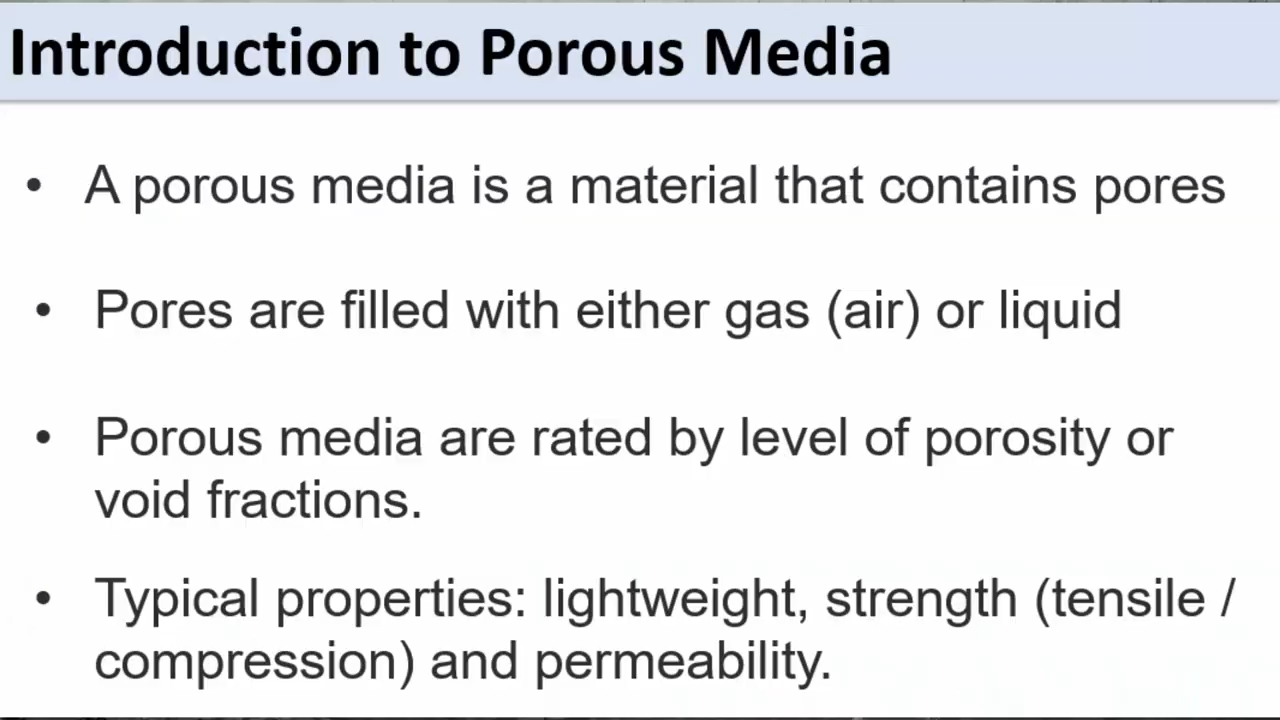 Introduction to Porous Media
• A porous media is a material that contains pores
• Pores are filled with either gas (air) or liquid
• Porous media are rated by level of porosity or
void fractions.
• Typical properties: lightweight, strength (tensile /
compression) and permeability.